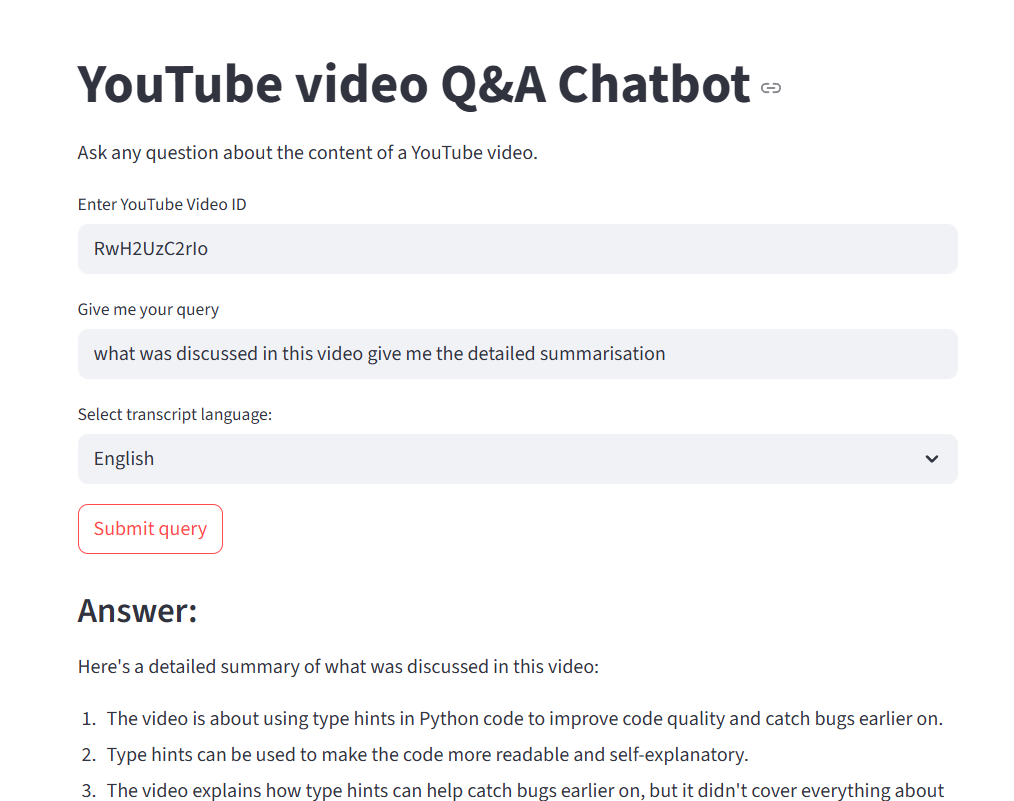 YouTube video Q&A Chatbot
Ask any question about the content of a YouTube video.
Enter YouTube Video ID
RwH2UzC2rIo
Give me your query
what was discussed in this video give me the detailed summarisation
Select transcript language:
English
Submit query
Answer:
Here's a detailed summary of what was discussed in this video:
1. The video is about using type hints in Python code to improve code quality and catch bugs earlier on.
2. Type hints can be used to make the code more readable and self-explanatory.
3. The video explains how type hints can help catch bugs earlier on, but it didn't cover everything about